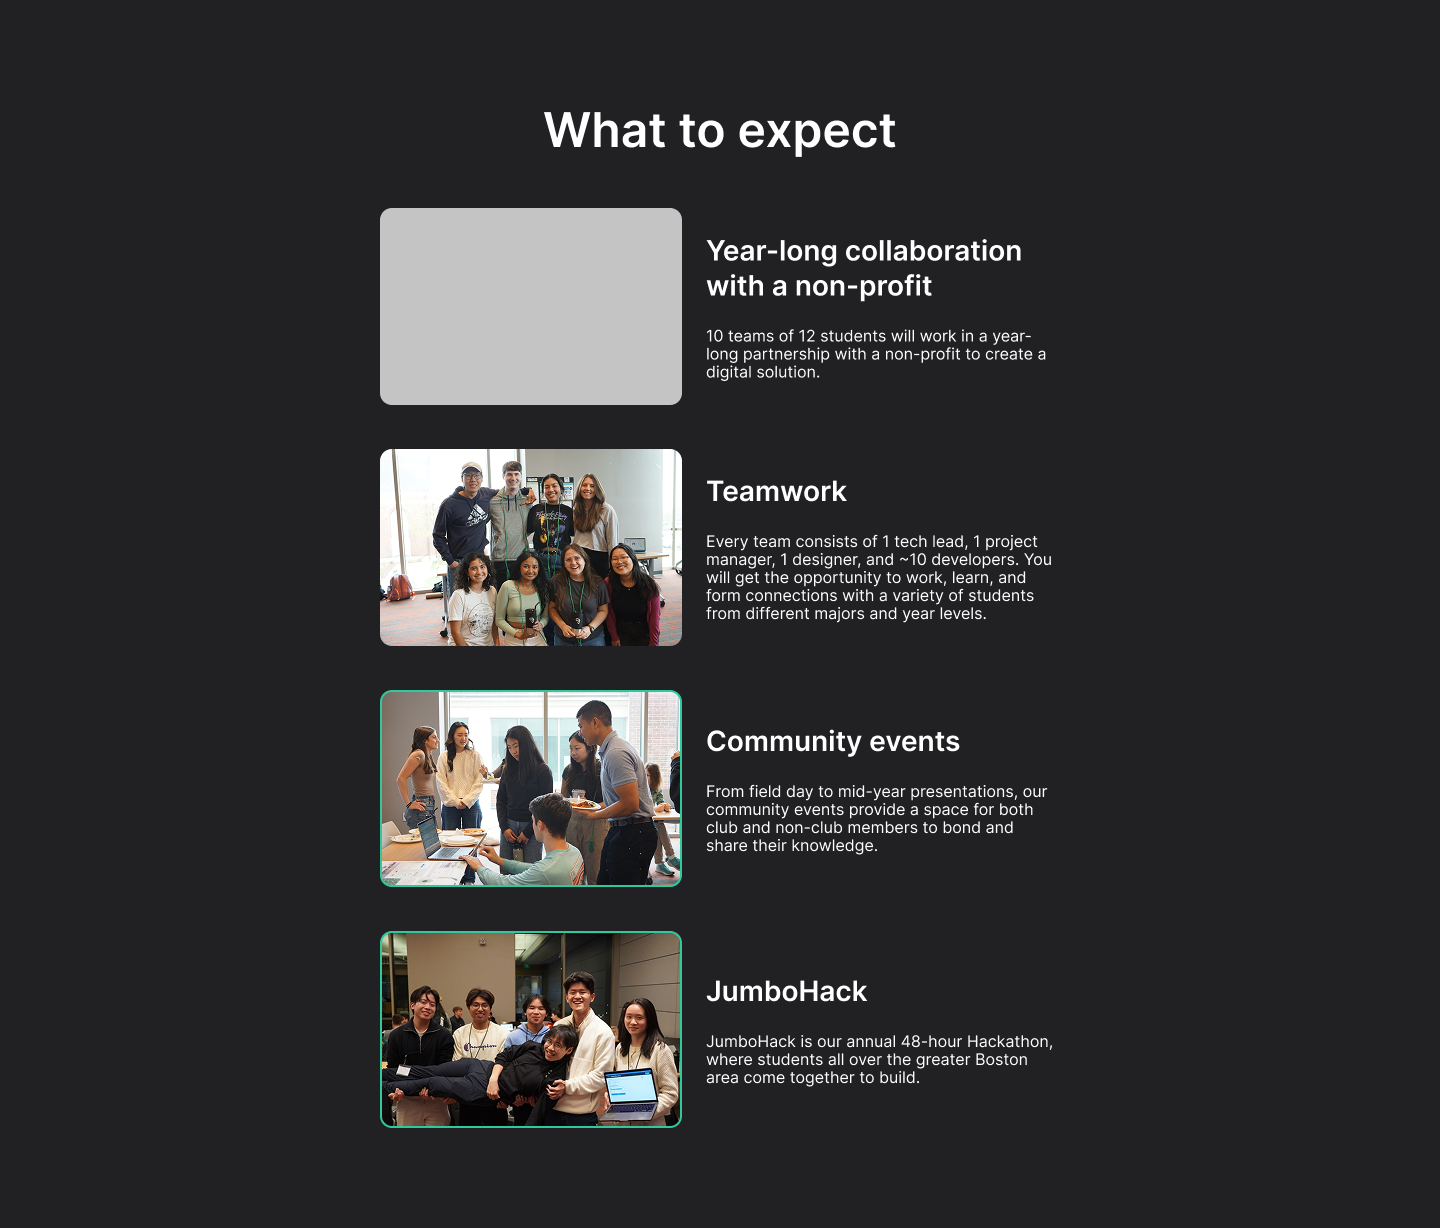 What to expect
Year-long collaboration
with a non-profit
10 teams of 12 students will work in a year-
long partnership with a non-profit to create a
digital solution.
Teamwork
Every team consists of 1 tech lead, 1 project
manager, 1 designer, and ~10 developers. You
will get the opportunity to work, learn, and
form connections with a variety of students
from different majors and year levels.
Community events
From field day to mid-year presentations, our
community events provide a space for both
club and non-club members to bond and
share their knowledge.
JumboHack
JumboHack is our annual 48-hour Hackathon,
where students all over the greater Boston
area come together to build.